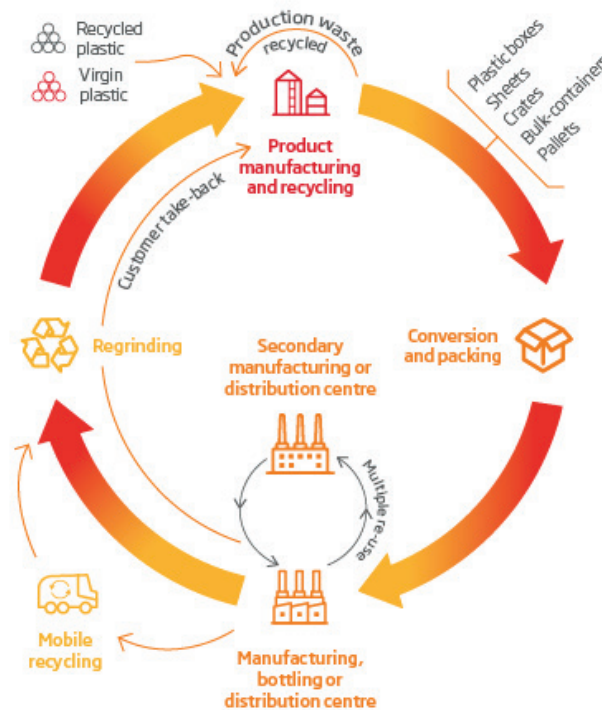 Recycled
plastic
Virgin
plastic
Production waste
recycled
Plastic boxes
Sheets
Crates
Bulk-containers
Pallets
Product
manufacturing
and recycling
Customer take-back
Regrinding
Secondary
manufacturing or
distribution centre
Conversion
and packing
Multiple re-use
Mobile
recycling
Manufacturing,
bottling or
distribution centre